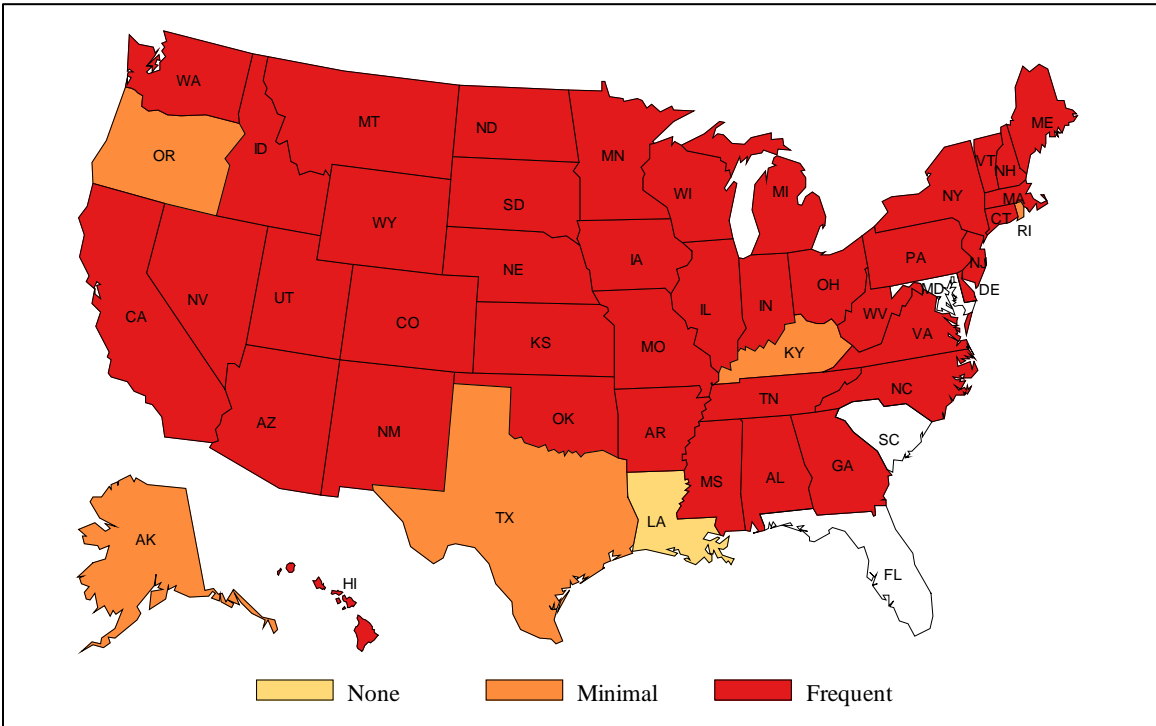 WA
MT
ND
MN
ME
OR
ID
WI
MI
VT
NH
NY
MA
SD
WY
CT
RI
IA
PA
NE
NJ
NV
UT
OH
MD
DE
IL
IN
CA
CO
WV
VA
KS
MO
KY
NC
TN
AZ
NM
OK
AR
SC
GA
MS
AL
TX
LA
AK
FL
HI
None
Minimal
Frequent